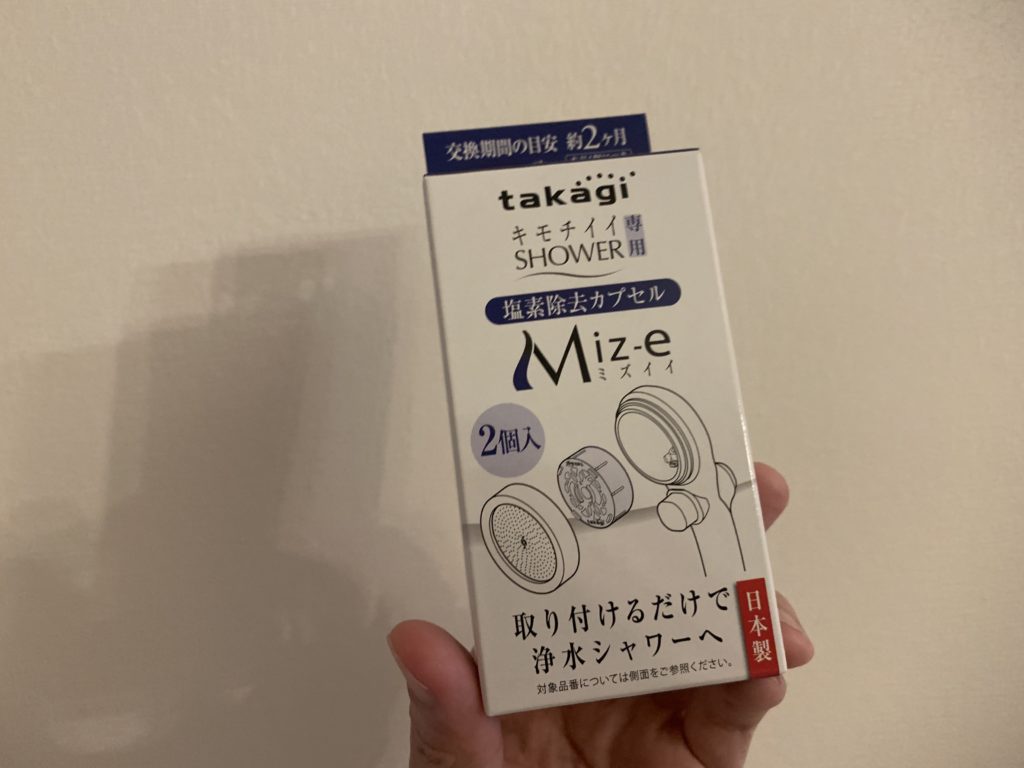 交換期間の目安 約2ヶ月
takagi
キモチイイ
SHOWER
専用
塩素除去カプセル
Miz-e
ミズイイ
2個入
takagi
取り付けるだけで
浄水シャワーへ
対象品番については側面をご参照ください。
日本製